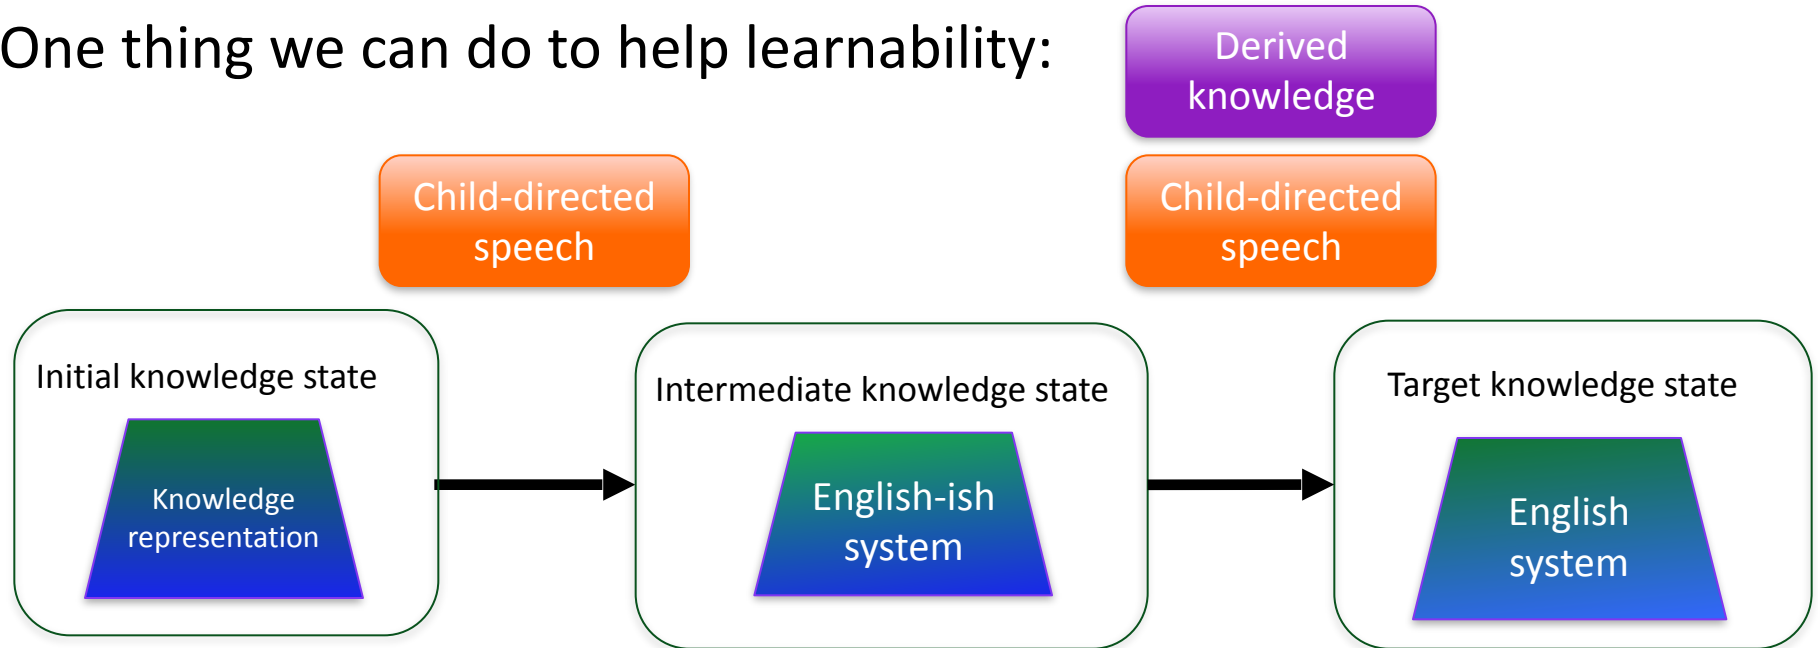 One thing we can do to help learnability:
Derived
knowledge
Child-directed
speech
Child-directed
speech
Initial knowledge state
Knowledge
representation
Intermediate knowledge state
English-ish
system
Target knowledge state
English
system